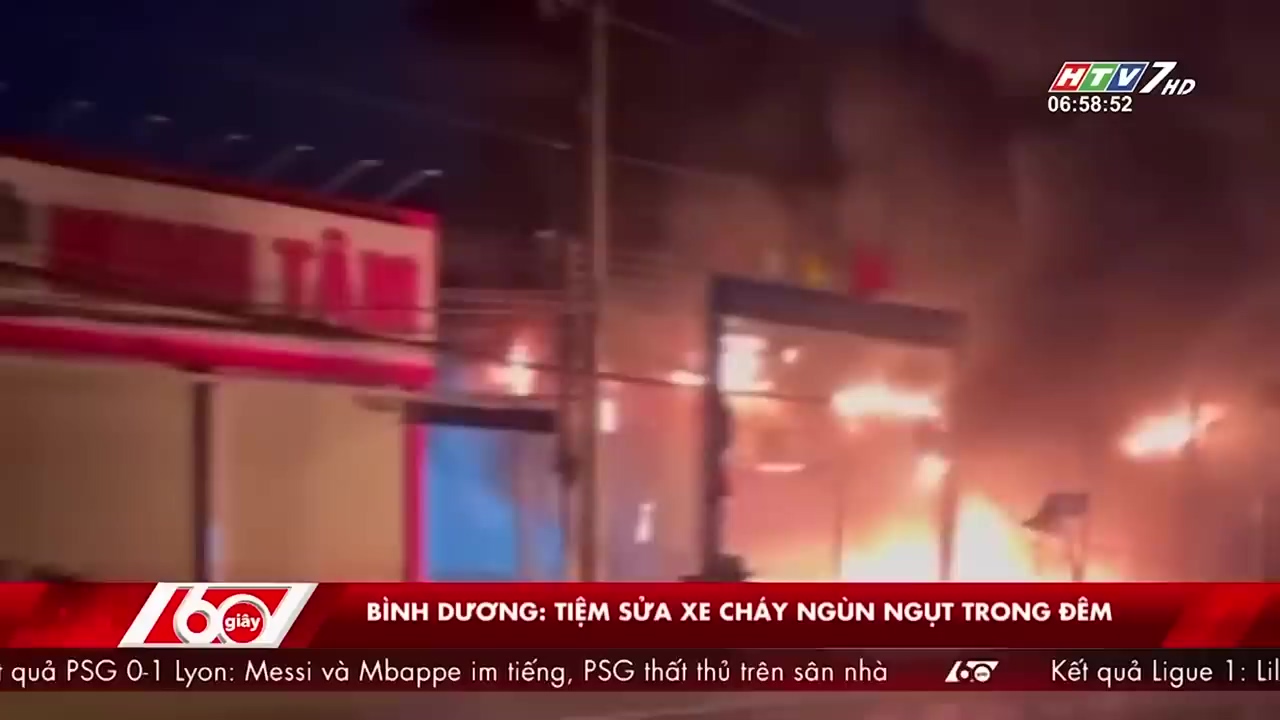 HTV7 HD
06:58:52
TÂM
60 giây
BÌNH DƯƠNG: TIỆM SỬA XE CHÁY NGÙN NGỤT TRONG ĐÊM
t quả PSG 0-1 Lyon: Messi và Mbappe im tiếng, PSG thất thủ trên sân nhà 60 giây Kết quả Ligue 1: Lil